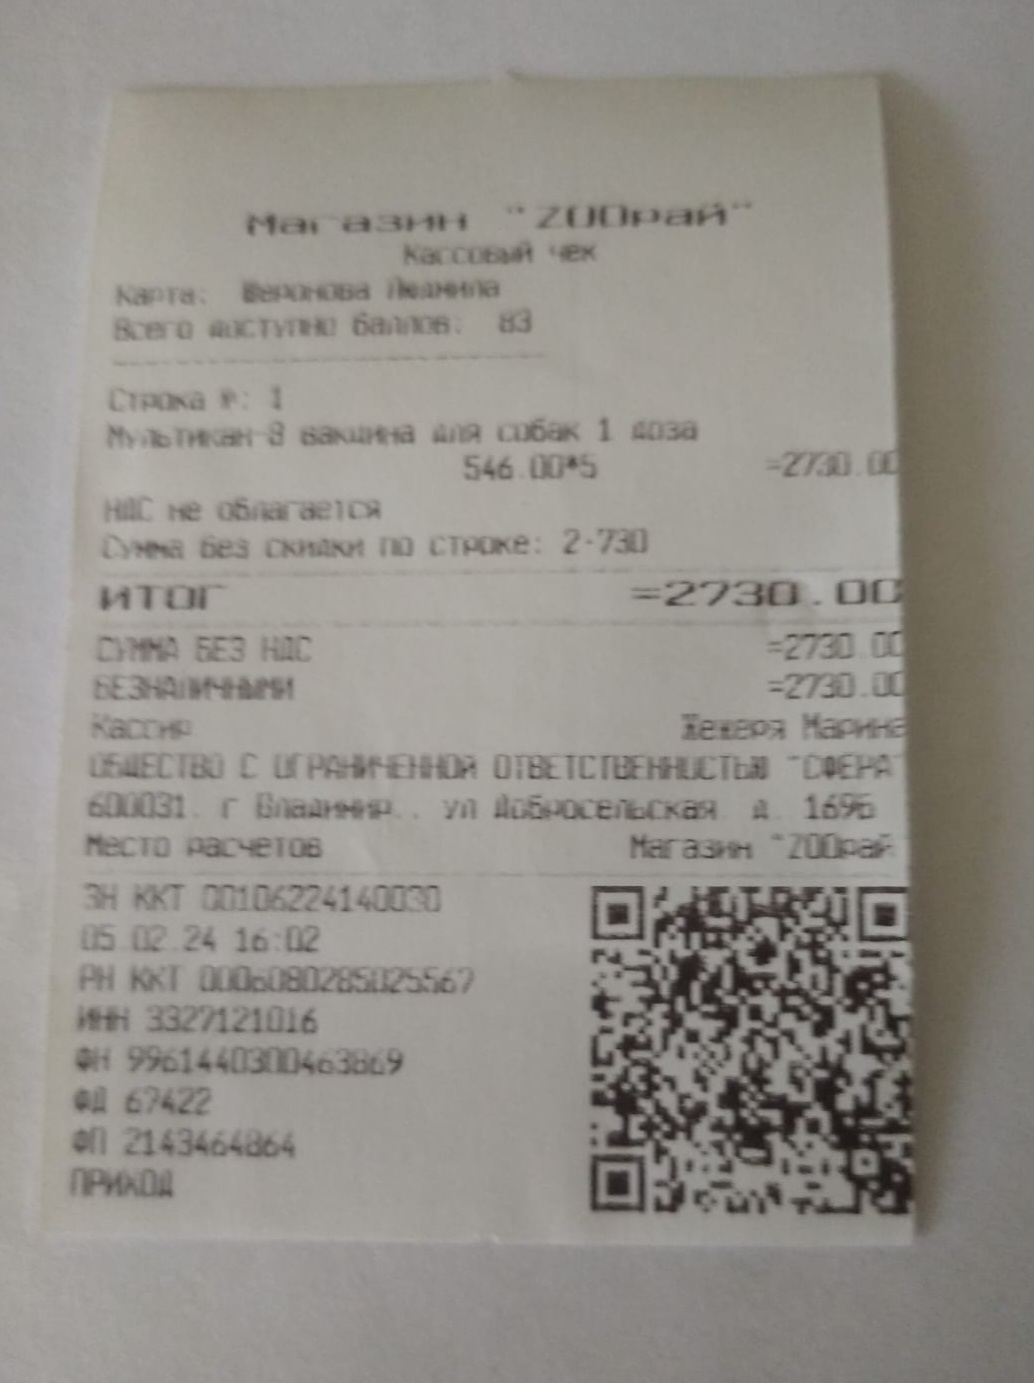 Магазин "ZООрай"
Кассовый чек
Карта: Людмила
Всего доступно баллов: 83
Строка №: 1
Мультикан-8 вакцина для собак 1 доза
546.00*5 =2730.00
НДС не облагается
Сумма без скидки по строке: 2-730
ИТОГ =2730.00
СУММА БЕЗ НДС =2730.00
БЕЗНАЛИЧНЫМИ =2730.00
Кассир Жежеря Марина
ОБЩЕСТВО С ОГРАНИЧЕННОЙ ОТВЕТСТВЕННОСТЬЮ "СФЕРА"
600031, г Владимир,, ул Добросельская, д. 169Б
Место расчетов Магазин "ZООрай"
ЗН ККТ 00106224140030
05.02.24 16:02
РН ККТ 0006080285025567
ИНН 3327121016
ФН 9961440300463869
ФД 67422
ФП 2143464864
ПРИХОД